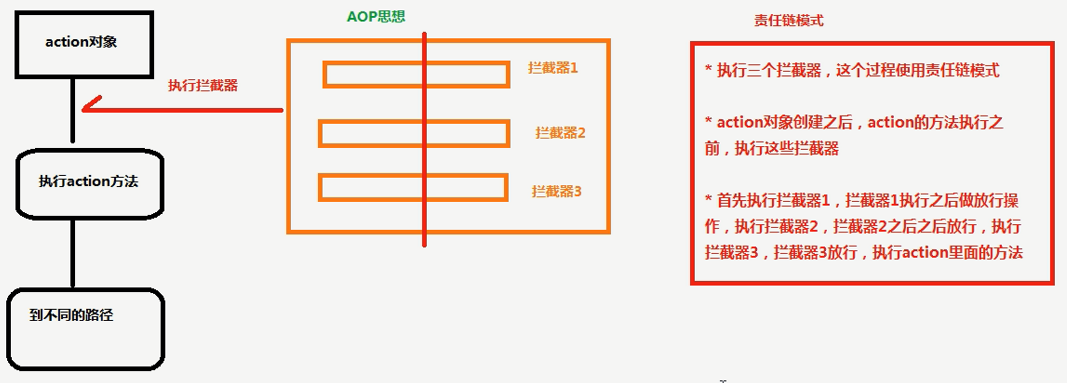 action对象
执行action方法
到不同的路径
执行拦截器
AOP思想
拦截器1
拦截器2
拦截器3
责任链模式
* 执行三个拦截器，这个过程使用责任链模式
* action对象创建之后，action的方法执行之
前，执行这些拦截器
* 首先执行拦截器1，拦截器1执行之后做放行操
作，执行拦截器2，拦截器2之后之后放行，执行
拦截器3，拦截器3放行，执行action里面的方法